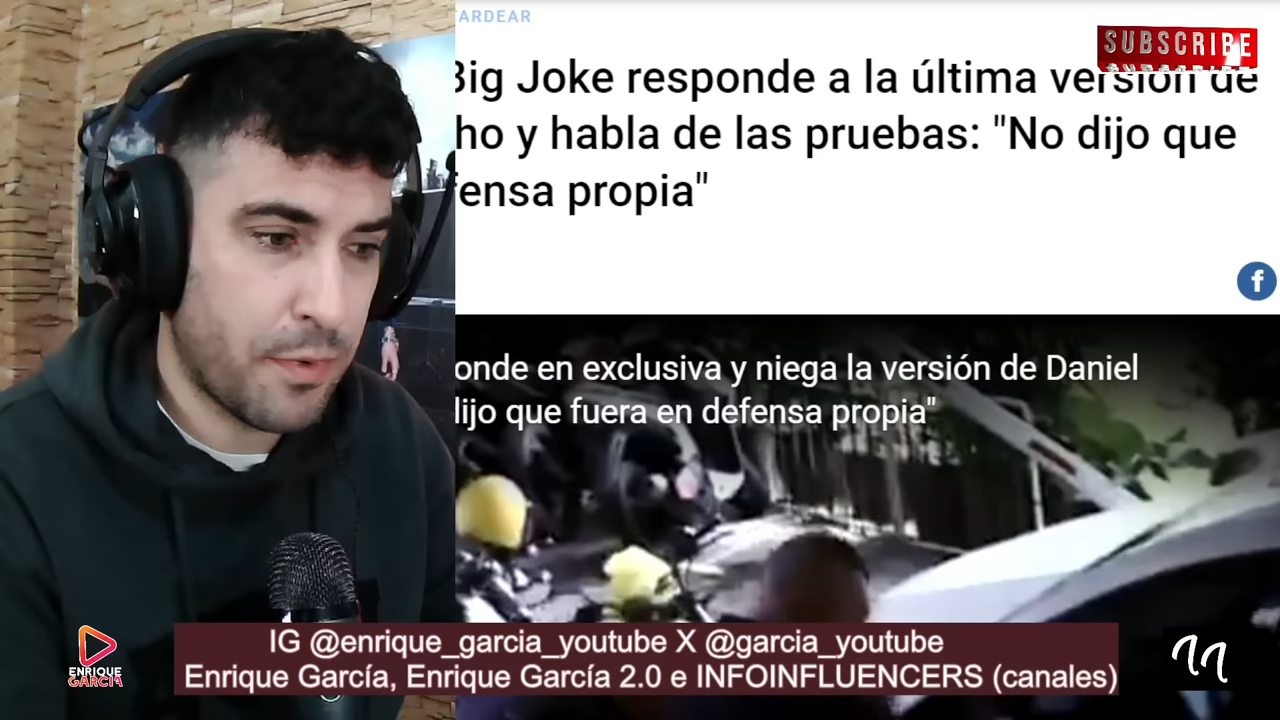 TARDEAR
SUBSCRIBE
Big Joke responde a la última versión de
ho y habla de las pruebas: "No dijo que
fensa propia"
f
onde en exclusiva y niega la versión de Daniel
dijo que fuera en defensa propia"
IG @enrique_garcia_youtube X @garcia_youtube
Enrique García, Enrique García 2.0 e INFOINFLUENCERS (canales)
ENRIQUE
GARCÍA